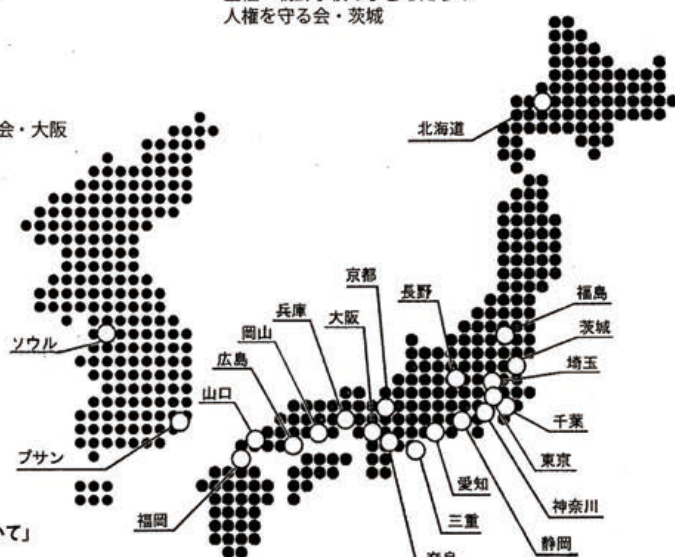 人権を守る会・茨城
会・大阪
北海道
京都
長野
福島
兵庫
大阪
茨城
岡山
ソウル
広島
埼玉
山口
千葉
ブサン
東京
愛知
神奈川
福岡
三重
静岡
いて」